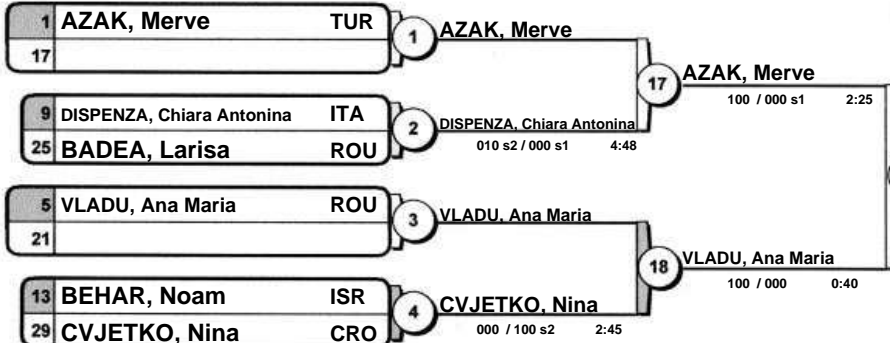 1 AZAK, Merve TUR
17
1
AZAK, Merve
9 DISPENZA, Chiara Antonina ITA
25 BADEA, Larisa ROU
2
DISPENZA, Chiara Antonina
010 s2 / 000 s1 4:48
17
AZAK, Merve
100 / 000 s1 2:25
5 VLADU, Ana Maria ROU
21
3
VLADU, Ana Maria
13 BEHAR, Noam ISR
29 CVJETKO, Nina CRO
4
CVJETKO, Nina
000 / 100 s2 2:45
18
VLADU, Ana Maria
100 / 000 0:40